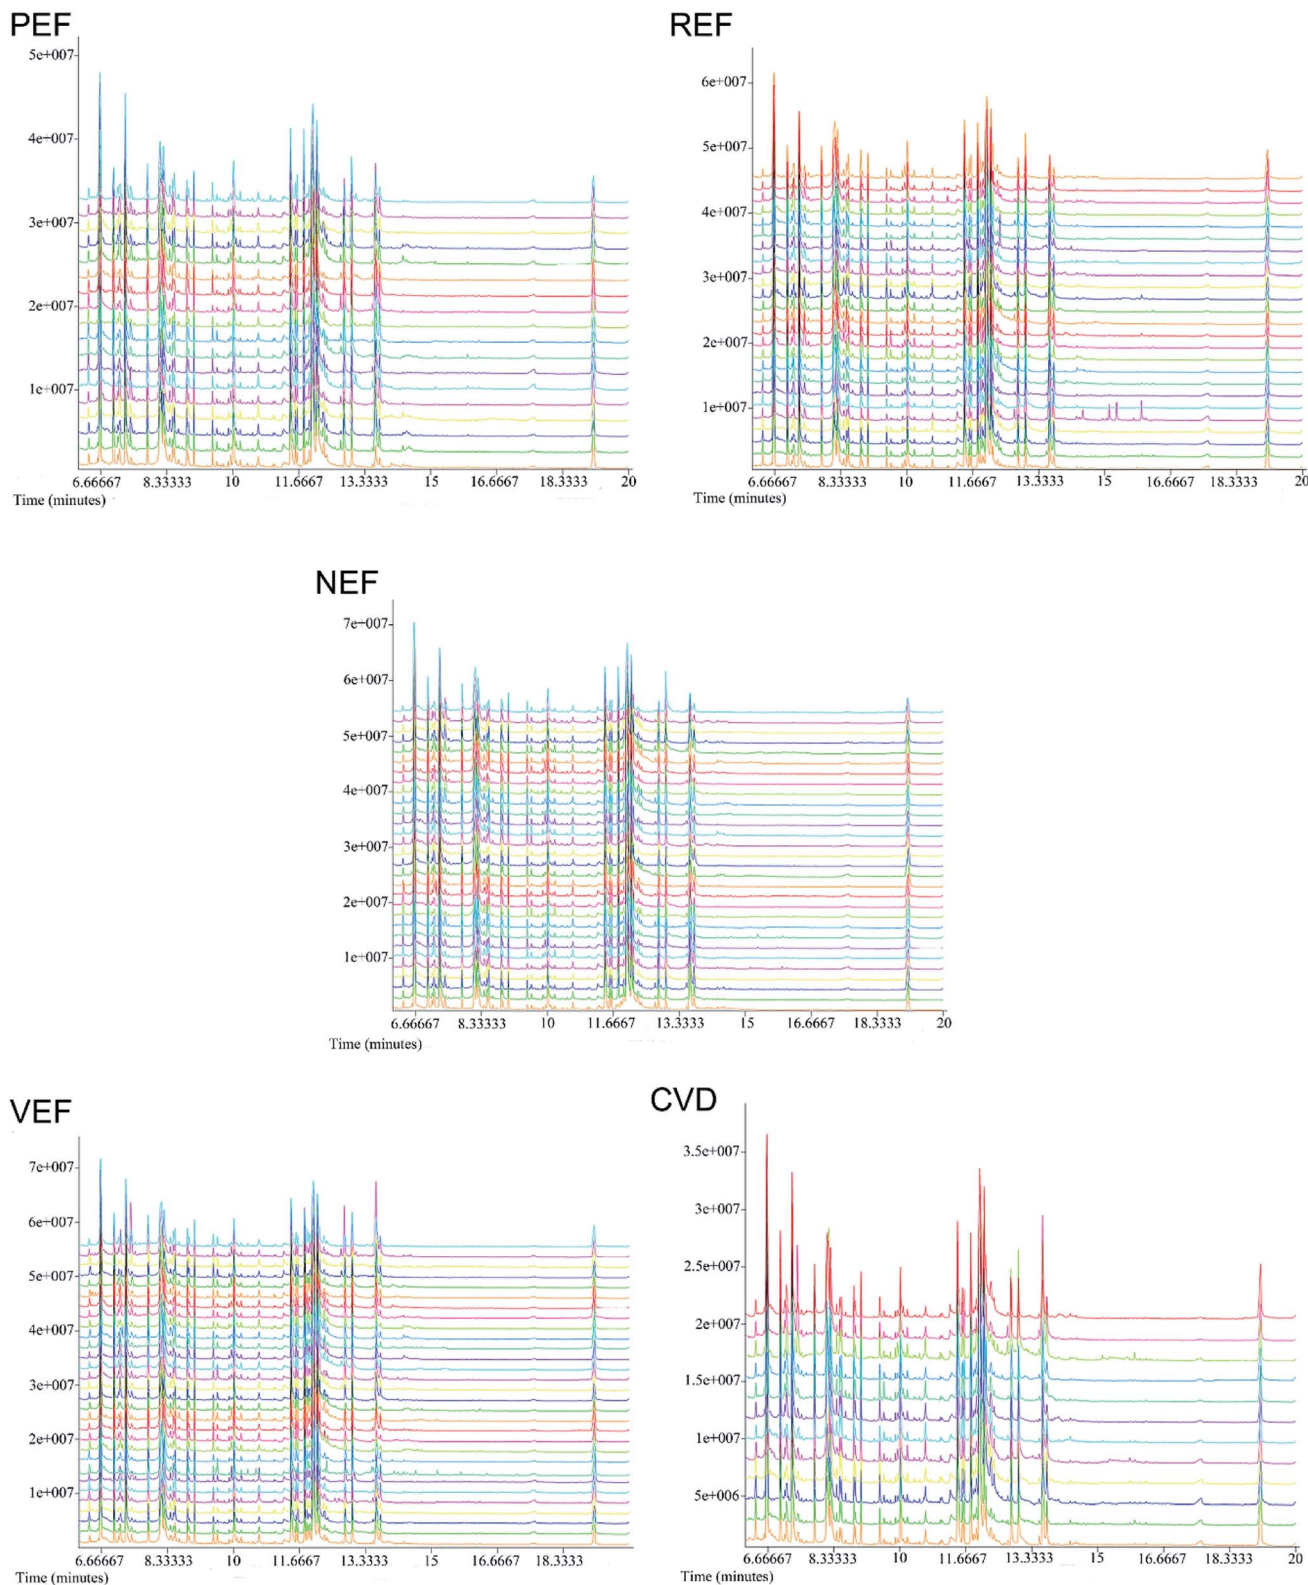 PEF
5e+007
4e+007
3e+007
2e+007
1e+007
6.66667 8.33333 10 11.6667 13.3333 15 16.6667 18.3333 20
Time (minutes)
REF
6e+007
5e+007
4e+007
3e+007
2e+007
1e+007
6.66667 8.33333 10 11.6667 13.3333 15 16.6667 18.3333 20
Time (minutes)
NEF
7e+007
6e+007
5e+007
4e+007
3e+007
2e+007
1e+007
6.66667 8.33333 10 11.6667 13.3333 15 16.6667 18.3333 20
Time (minutes)
VEF
7e+007
6e+007
5e+007
4e+007
3e+007
2e+007
1e+007
6.66667 8.33333 10 11.6667 13.3333 15 16.6667 18.3333
Time (minutes)
CVD
3.5e+007
3e+007
2.5e+007
2e+007
1.5e+007
1e+007
5e+006
6.66667 8.33333 10 11.6667 13.3333 15 16.6667 18.3333 20
Time (minutes)